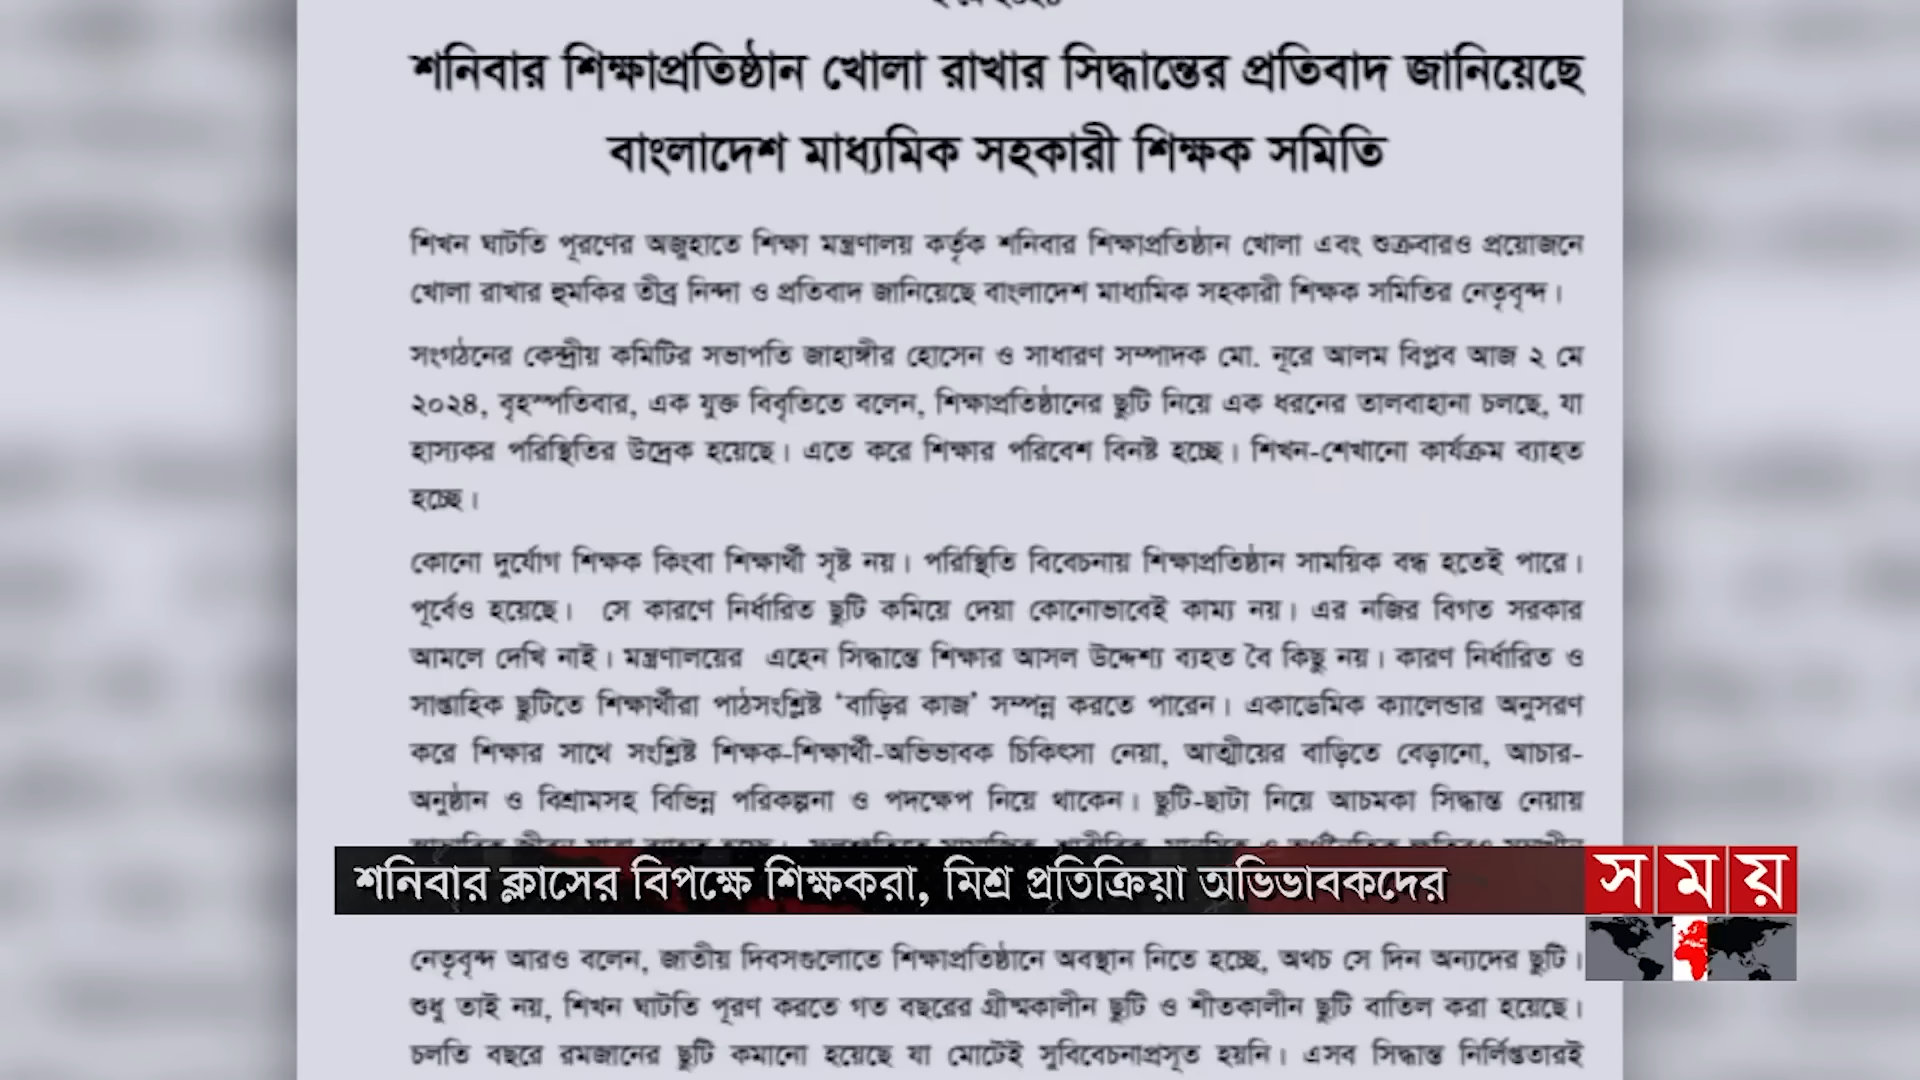 শনিবার শিক্ষাপ্রতিষ্ঠান খোলা রাখার সিদ্ধান্তের প্রতিবাদ জানিয়েছে
বাংলাদেশ মাধ্যমিক সহকারী শিক্ষক সমিতি
শিখন ঘাটতি পূরণের অজুহাতে শিক্ষা মন্ত্রণালয় কর্তৃক শনিবার শিক্ষাপ্রতিষ্ঠান খোলা এবং শুক্রবারও প্রয়োজনে
খোলা রাখার হুমকির তীব্র নিন্দা ও প্রতিবাদ জানিয়েছে বাংলাদেশ মাধ্যমিক সহকারী শিক্ষক সমিতির নেতৃবৃন্দ।
সংগঠনের কেন্দ্রীয় কমিটির সভাপতি জাহাঙ্গীর হোসেন ও সাধারণ সম্পাদক মো. নূরে আলম বিপ্লব আজ ২ মে
২০২৪, বৃহস্পতিবার, এক যুক্ত বিবৃতিতে বলেন, শিক্ষাপ্রতিষ্ঠানের ছুটি নিয়ে এক ধরনের তালবাহানা চলছে, যা
হাস্যকর পরিস্থিতির উদ্রেক হয়েছে। এতে করে শিক্ষার পরিবেশ বিনষ্ট হচ্ছে। শিখন-শেখানো কার্যক্রম ব্যাহত
হচ্ছে।
কোনো দুর্যোগ শিক্ষক কিংবা শিক্ষার্থী সৃষ্ট নয়। পরিস্থিতি বিবেচনায় শিক্ষাপ্রতিষ্ঠান সাময়িক বন্ধ হতেই পারে।
পূর্বেও হয়েছে। সে কারণে নির্ধারিত ছুটি কমিয়ে দেয়া কোনোভাবেই কাম্য নয়। এর নজির বিগত সরকার
আমলে দেখি নাই। মন্ত্রণালয়ের এহেন সিদ্ধান্তে শিক্ষার আসল উদ্দেশ্য ব্যহত বৈ কিছু নয়। কারণ নির্ধারিত ও
সাপ্তাহিক ছুটিতে শিক্ষার্থীরা পাঠসংশ্লিষ্ট ‘বাড়ির কাজ’ সম্পন্ন করতে পারেন। একাডেমিক ক্যালেন্ডার অনুসরণ
করে শিক্ষার সাথে সংশ্লিষ্ট শিক্ষক-শিক্ষার্থী-অভিভাবক চিকিৎসা নেয়া, আত্মীয়ের বাড়িতে বেড়ানো, আচার-
অনুষ্ঠান ও বিশ্রামসহ বিভিন্ন পরিকল্পনা ও পদক্ষেপ নিয়ে থাকেন। ছুটি-ছাটা নিয়ে আচমকা সিদ্ধান্ত নেয়ায়
শনিবার ক্লাসের বিপক্ষে শিক্ষকরা, মিশ্র প্রতিক্রিয়া অভিভাবকদের
সময়
নেতৃবৃন্দ আরও বলেন, জাতীয় দিবসগুলোতে শিক্ষাপ্রতিষ্ঠানে অবস্থান নিতে হচ্ছে, অথচ সে দিন অন্যদের ছুটি।
শুধু তাই নয়, শিখন ঘাটতি পূরণ করতে গত বছরের গ্রীষ্মকালীন ছুটি ও শীতকালীন ছুটি বাতিল করা হয়েছে।
চলতি বছরে রমজানের ছুটি কমানো হয়েছে যা মোটেই সুবিবেচনাপ্রসূত হয়নি। এসব সিদ্ধান্ত নির্লিপ্ততারই